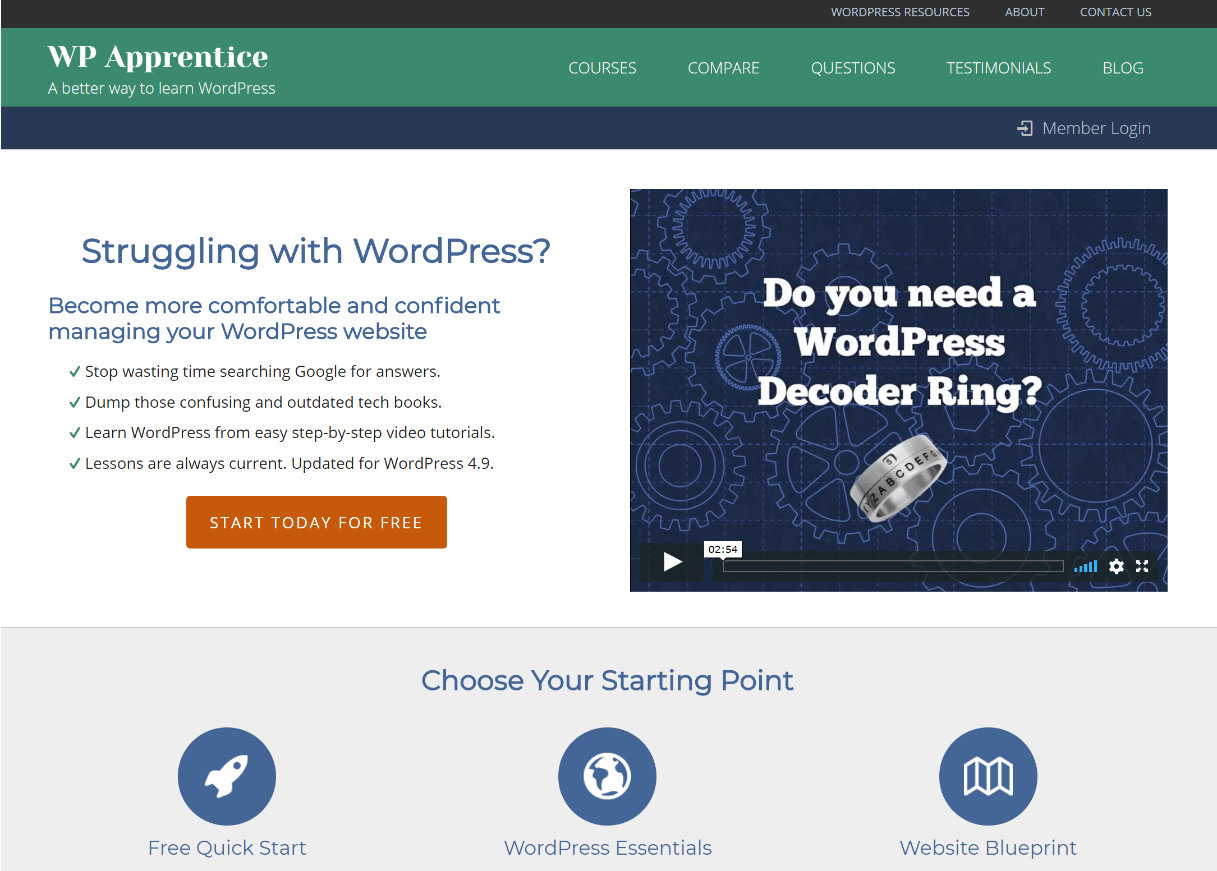 WORDPRESS RESOURCES ABOUT CONTACT US
WP Apprentice
A better way to learn WordPress
COURSES COMPARE QUESTIONS TESTIMONIALS BLOG
Member Login
Struggling with WordPress?
Become more comfortable and confident
managing your WordPress website
Stop wasting time searching Google for answers.
Dump those confusing and outdated tech books.
Learn WordPress from easy step-by-step video tutorials.
Lessons are always current. Updated for WordPress 4.9.
START TODAY FOR FREE
Do you need a
WordPress
Decoder Ring?
5
YZABCDEFG
02:54
Choose Your Starting Point
Free Quick Start
WordPress Essentials
Website Blueprint